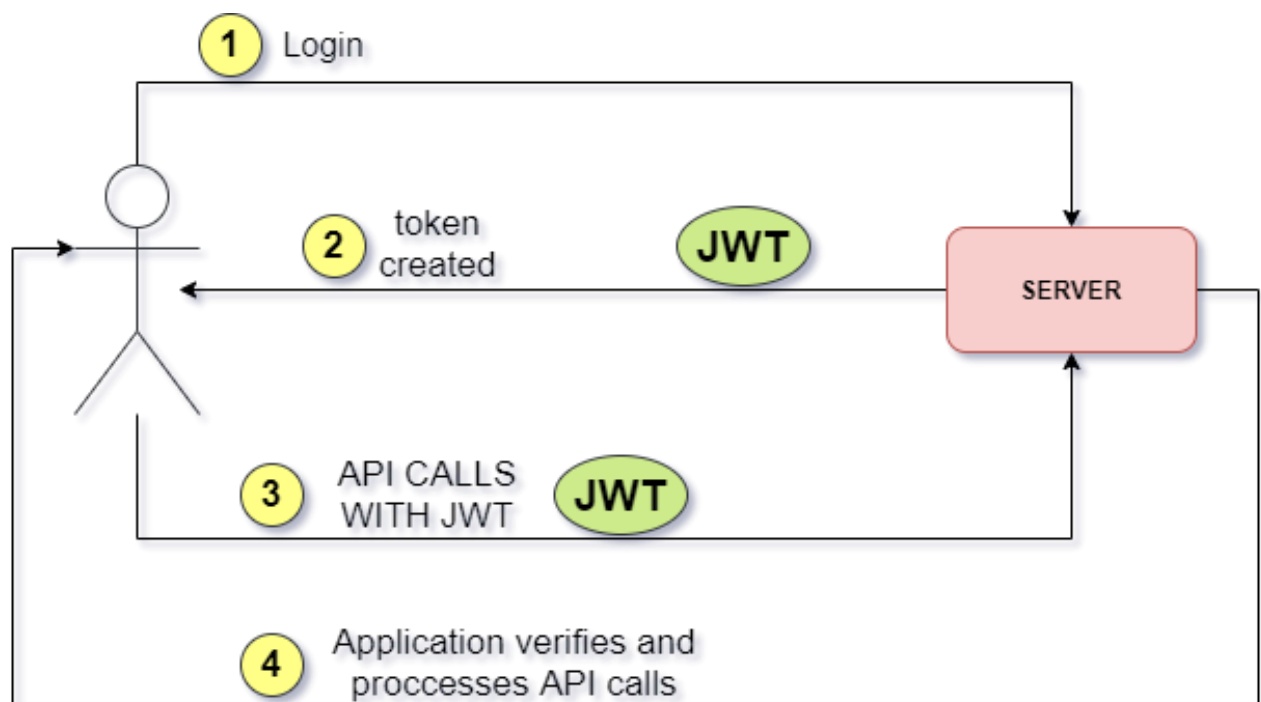 1 Login
2 token
created
JWT
SERVER
3 API CALLS
WITH JWT
JWT
4 Application verifies and
proccesses API calls